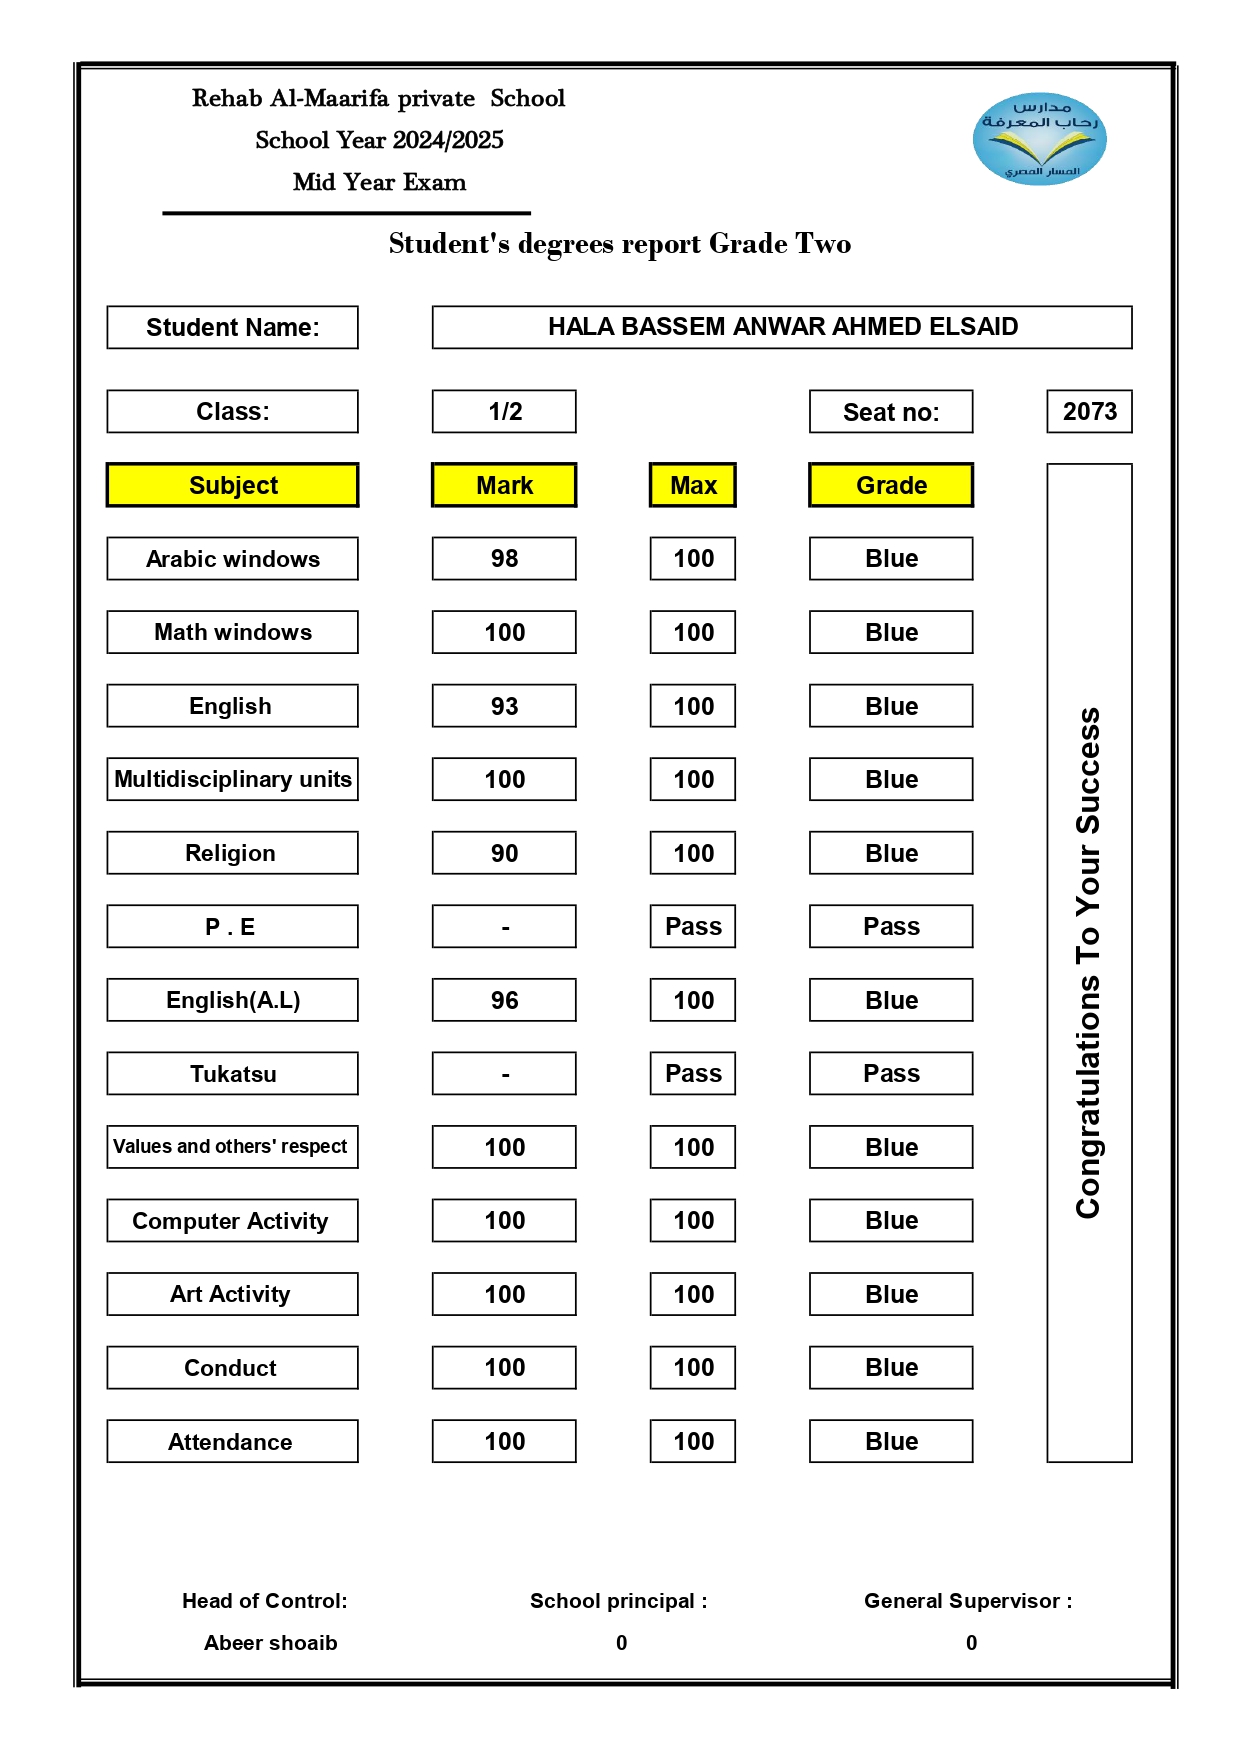 Rehab Al-Maarifa private School
School Year 2024/2025
Mid Year Exam
مدارس
رحاب المعرفة
المسار المصري
Student's degrees report Grade Two
Student Name: HALA BASSEM ANWAR AHMED ELSAID
Class: 1/2 Seat no: 2073
Subject Mark Max Grade
Arabic windows 98 100 Blue
Math windows 100 100 Blue
English 93 100 Blue
Multidisciplinary units 100 100 Blue
Religion 90 100 Blue
P . E - Pass Pass
English(A.L) 96 100 Blue
Tukatsu - Pass Pass
Values and others' respect 100 100 Blue
Computer Activity 100 100 Blue
Art Activity 100 100 Blue
Conduct 100 100 Blue
Attendance 100 100 Blue
Congratulations To Your Success
Head of Control: School principal : General Supervisor :
Abeer shoaib 0 0